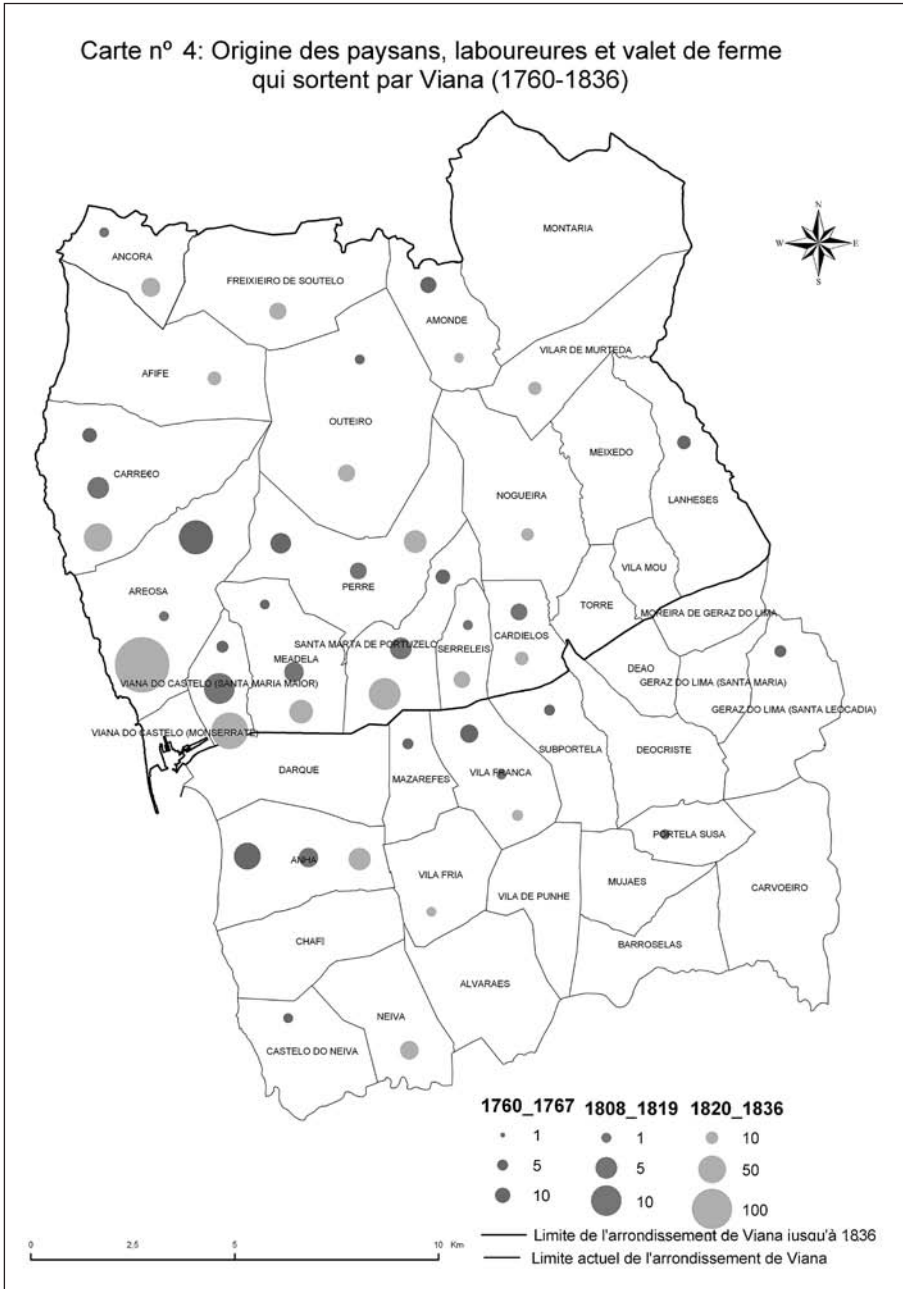 Carte nº 4: Origine des paysans, laboureures et valet de ferme
qui sortent par Viana (1760-1836)
N
W E
S
MONTARIA
ANCORA
FREIXIEIRO DE SOUTELO
AMONDE
VILAR DE MURTEDA
AFIFE
OUTEIRO
MEIXEDO
CARRE€O
NOGUEIRA
LANHESES
VILA MOU
AREOSA
PERRE
TORRE
MOREIRA DE GERAZ DO LIMA
SANTA MARTA DE PORTUZELO
CARDIELOS
SERRELEIS
MEADELA
DEAO
VIANA DO CASTELO (SANTA MARIA MAIOR)
GERAZ DO LIMA (SANTA MARIA)
GERAZ DO LIMA (SANTA LEOCADIA)
VIANA DO CASTELO (MONSERRATE)
SUBPORTELA
DEOCRISTE
DARQUE
MAZAREFES
VILA FRANCA
PORTELA SUSA
ANHA
VILA FRIA
MUJAES
CARVOEIRO
VILA DE PUNHE
CHAFI
BARROSELAS
ALVARAES
NEIVA
CASTELO DO NEIVA
1760_1767 1808_1819 1820_1836
1 1 10
5 5 50
10 10 100
Limite de l'arrondissement de Viana iusqu'à 1836
Limite actuel de l'arrondissement de Viana
0 2,5 5 10 Km